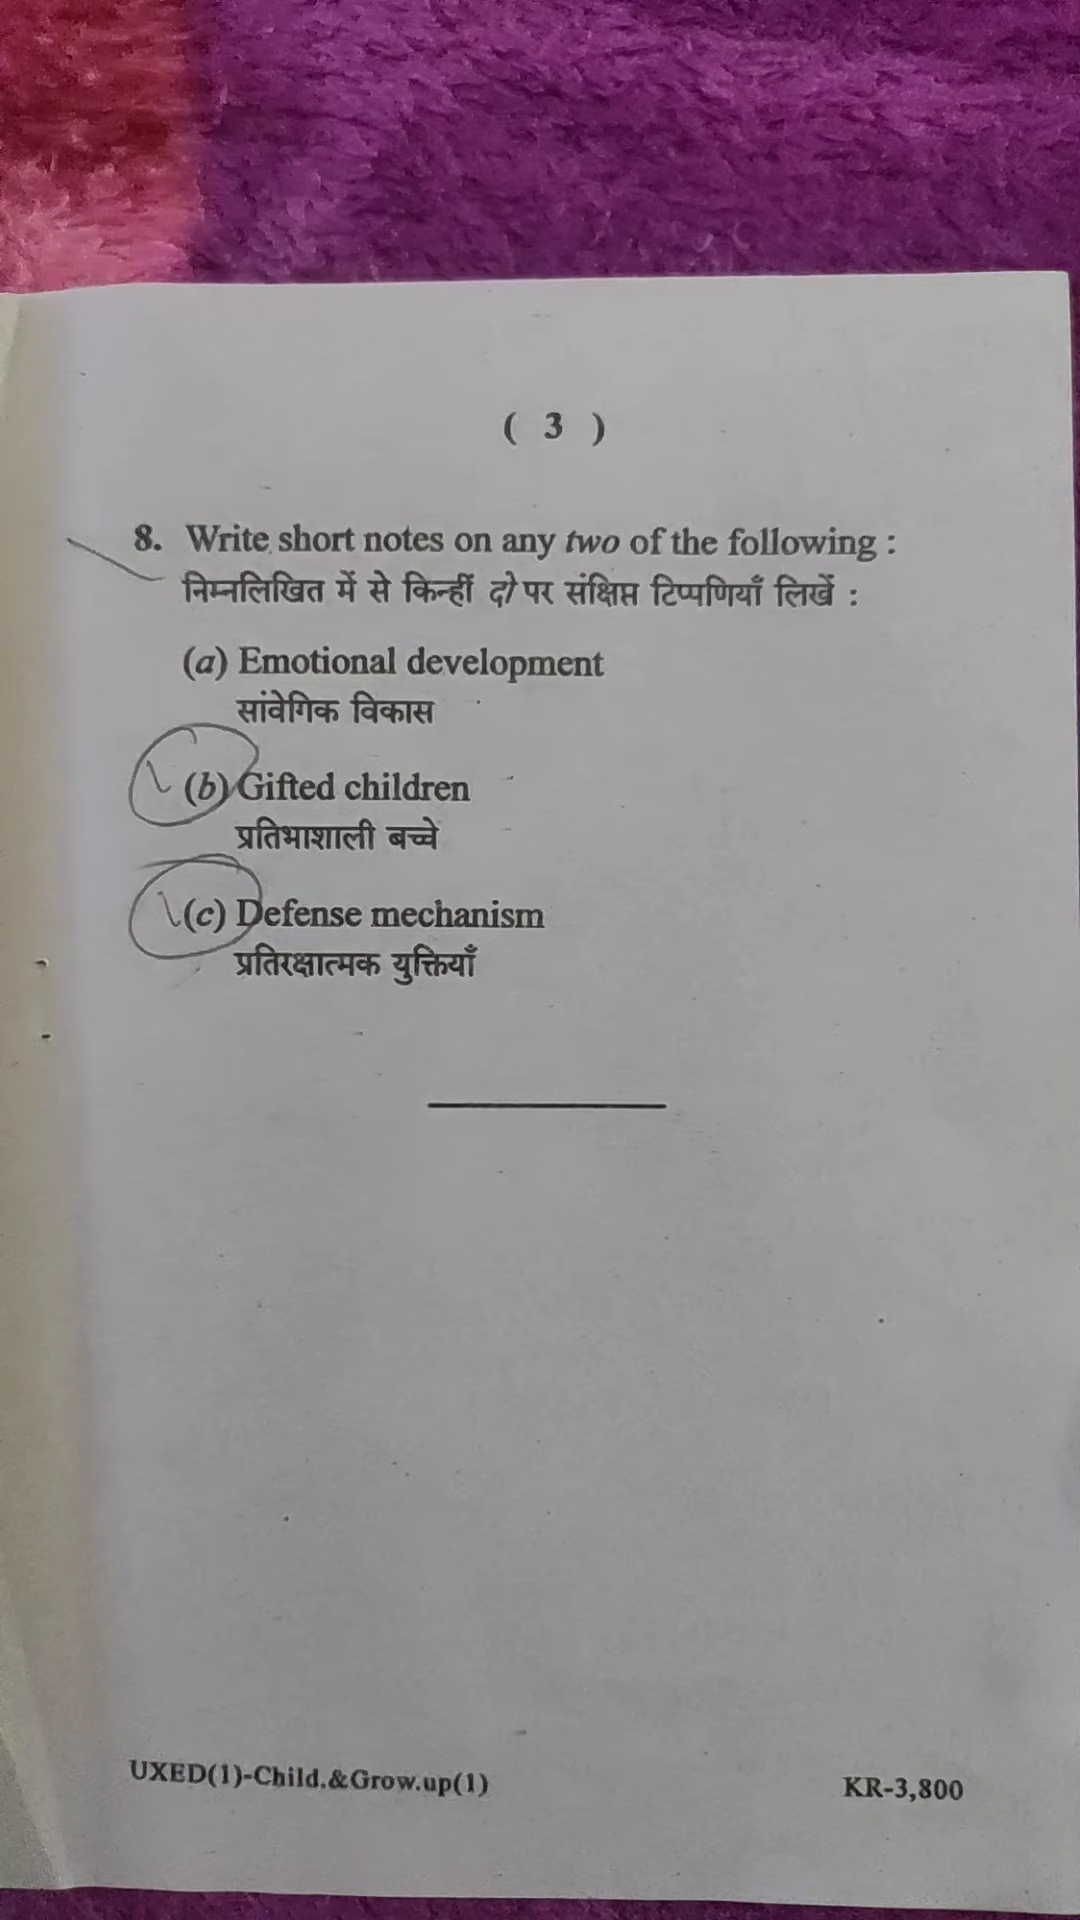 ( 3 )
8. Write short notes on any two of the following :
निम्नलिखित में से किन्हीं दो पर संक्षिप्त टिप्पणियाँ लिखें :
(a) Emotional development
सांवेगिक विकास
(b) Gifted children
प्रतिभाशाली बच्चे
(c) Defense mechanism
प्रतिरक्षात्मक युक्तियाँ
UXED(1)-Child.&Grow.up(1)
KR-3,800